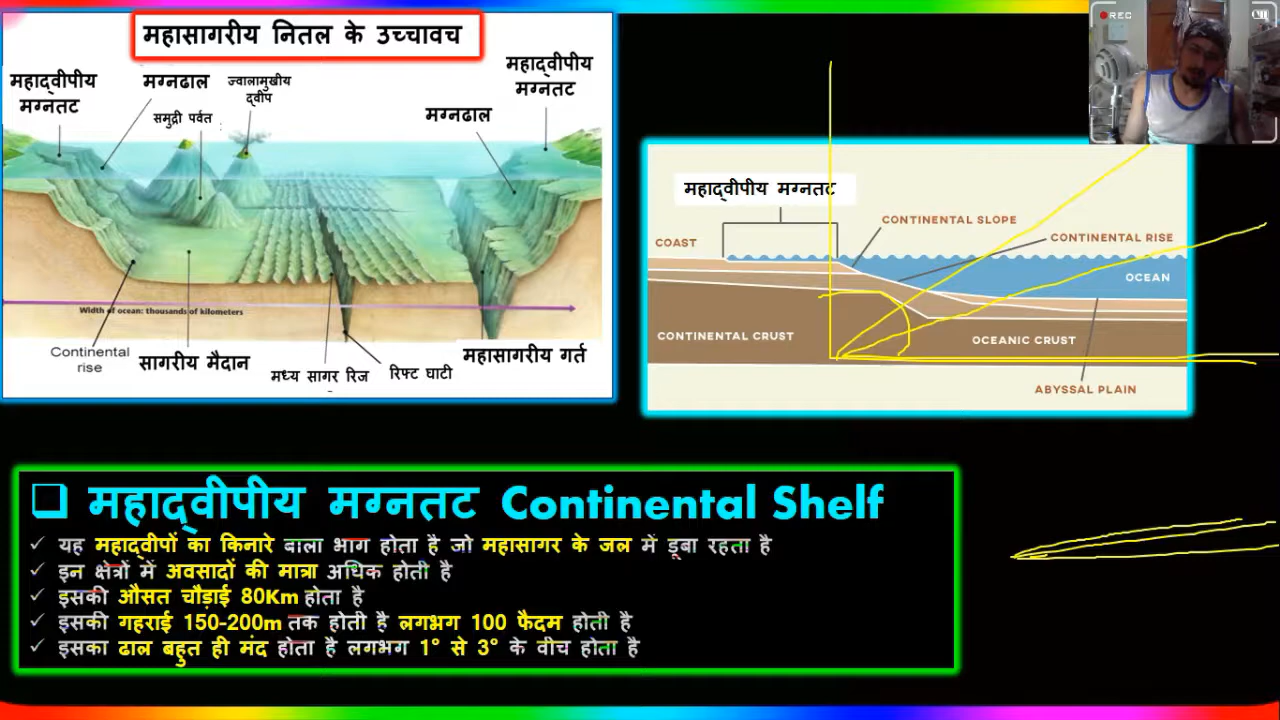 महासागरीय नितल के उच्चावच
महाद्वीपीय
मग्नतट
मग्नढाल
समुद्री पर्वत
ज्वालामुखीय
द्वीप
मग्नढाल
महाद्वीपीय
मग्नतट
Width of ocean: thousands of kilometers
Continental
rise
सागरीय मैदान
मध्य सागर रिज
रिफ्ट घाटी
महासागरीय गर्त
REC
महाद्वीपीय मग्नतट
COAST
CONTINENTAL SLOPE
CONTINENTAL RISE
OCEAN
CONTINENTAL CRUST
OCEANIC CRUST
ABYSSAL PLAIN
महाद्वीपीय मग्नतट Continental Shelf
यह महाद्वीपों का किनारे बाला भाग होता है जो महासागर के जल में डूबा रहता है
इन क्षेत्रों में अवसादों की मात्रा अधिक होती है
इसकी औसत चौड़ाई 80Km होता है
इसकी गहराई 150-200m तक होती है लगभग 100 फैदम होती है
इसका ढाल बहुत ही मंद होता है लगभग 1° से 3° के वीच होता है